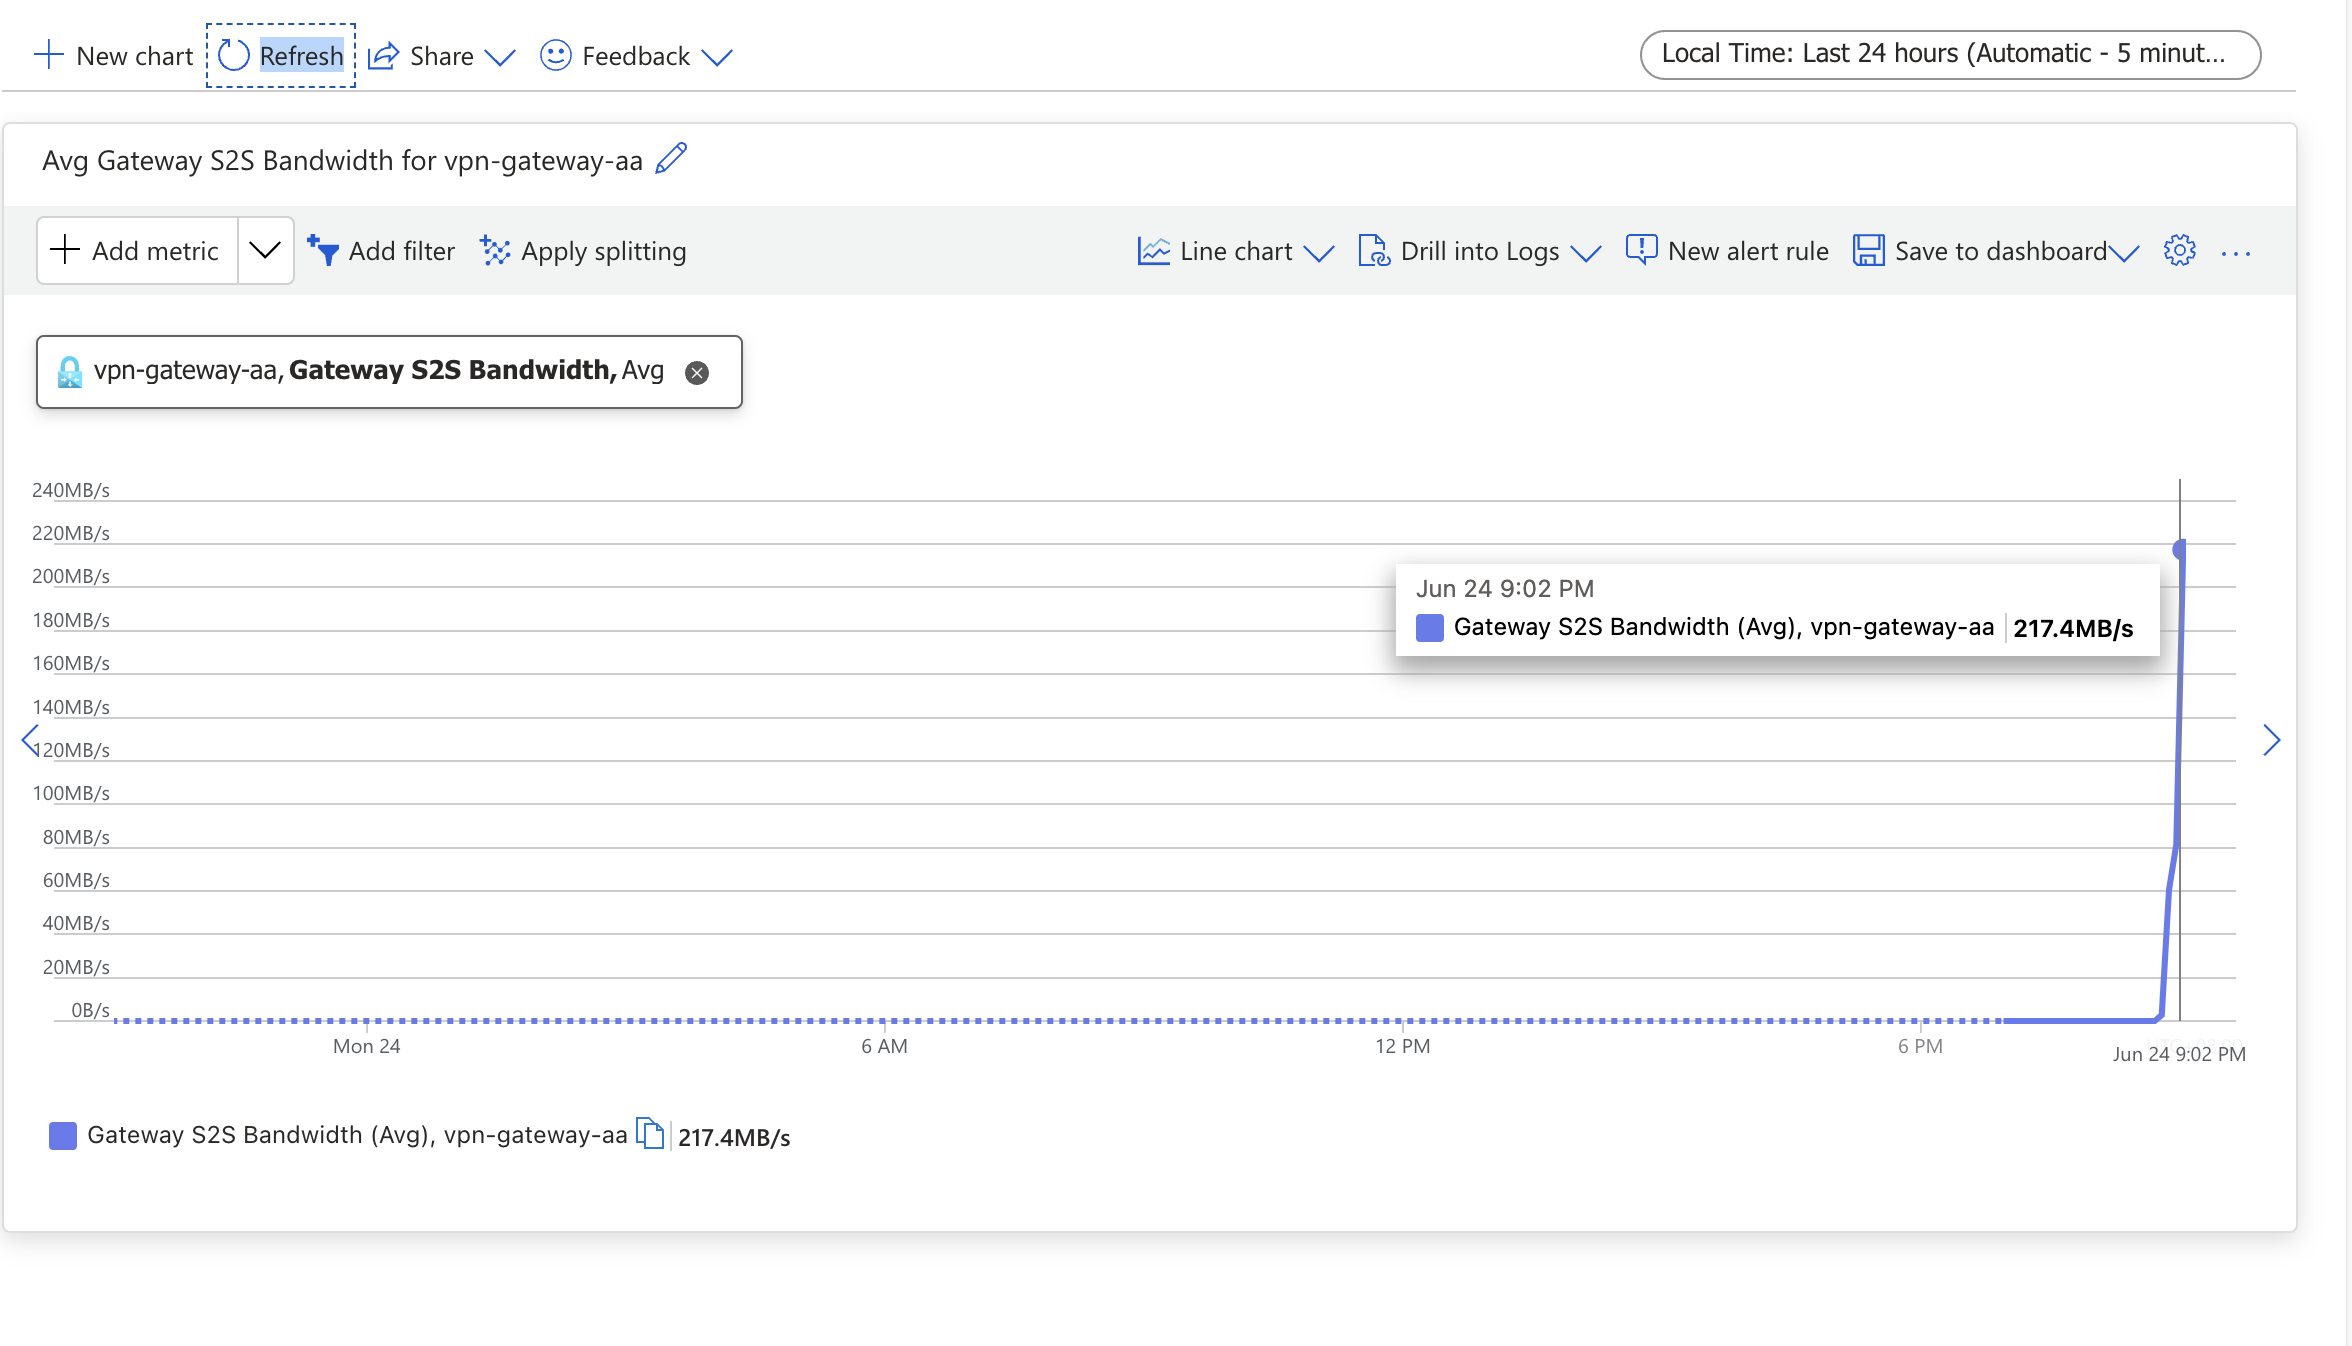 New chart Refresh Share Feedback Local Time: Last 24 hours (Automatic - 5 minut...
Avg Gateway S2S Bandwidth for vpn-gateway-aa
Add metric Add filter Apply splitting Line chart Drill into Logs New alert rule Save to dashboard ...
vpn-gateway-aa, Gateway S2S Bandwidth, Avg
240MB/s
220MB/s
200MB/s
180MB/s
160MB/s
140MB/s
120MB/s
100MB/s
80MB/s
60MB/s
40MB/s
20MB/s
0B/s
Jun 24 9:02 PM
Gateway S2S Bandwidth (Avg), vpn-gateway-aa 217.4MB/s
Mon 24 6 AM 12 PM 6 PM Jun 24 9:02 PM
Gateway S2S Bandwidth (Avg), vpn-gateway-aa 217.4MB/s